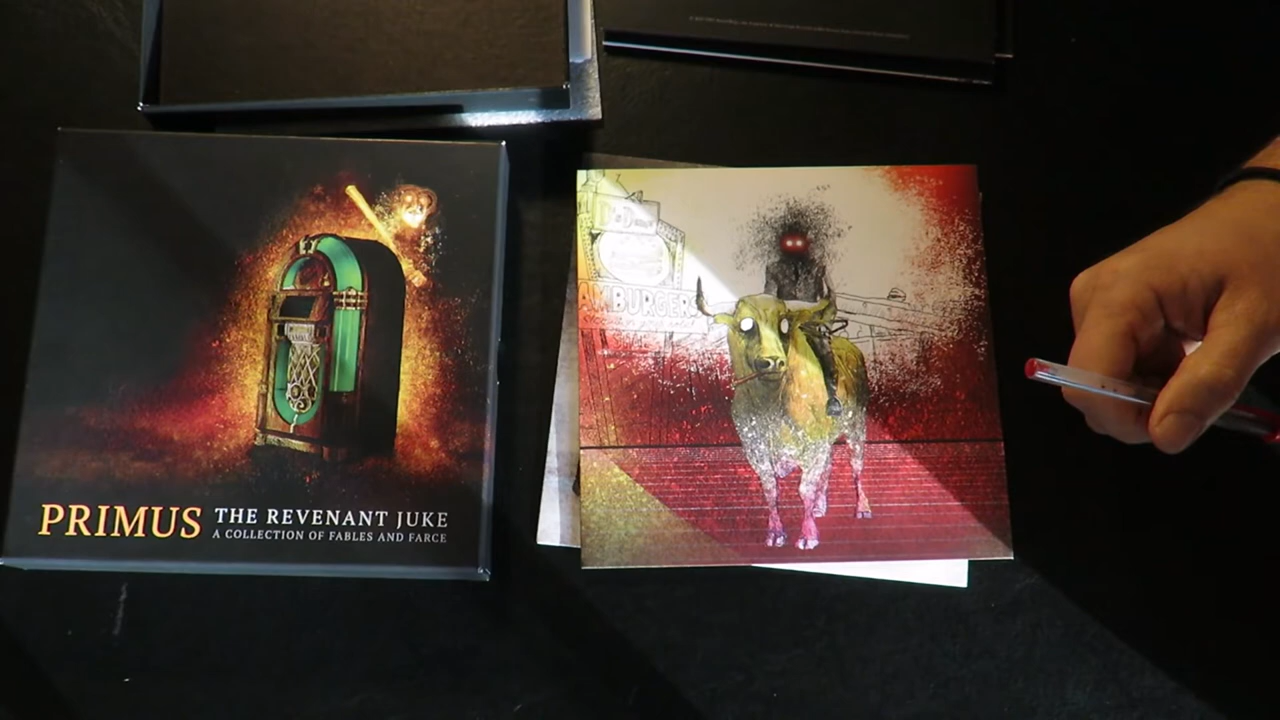 AMBURGERS
PRIMUS THE REVENANT JUKE
A COLLECTION OF FABLES AND FARCE